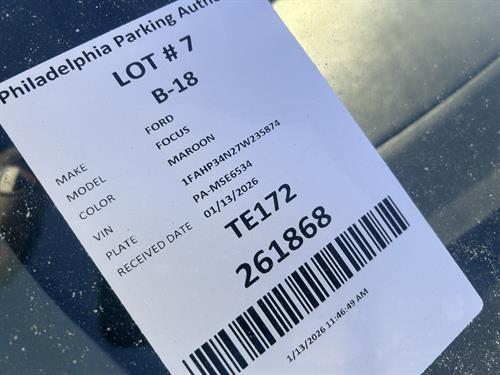 Philadelphia Parking Autho
LOT # 7
B-18
MAKE FORD
MODEL FOCUS
COLOR MAROON
VIN 1FAHP34N27W235874
PLATE PA-MSE6534
RECEIVED DATE 01/13/2026
TE172
261868
1/13/2026 11:46:49 AM